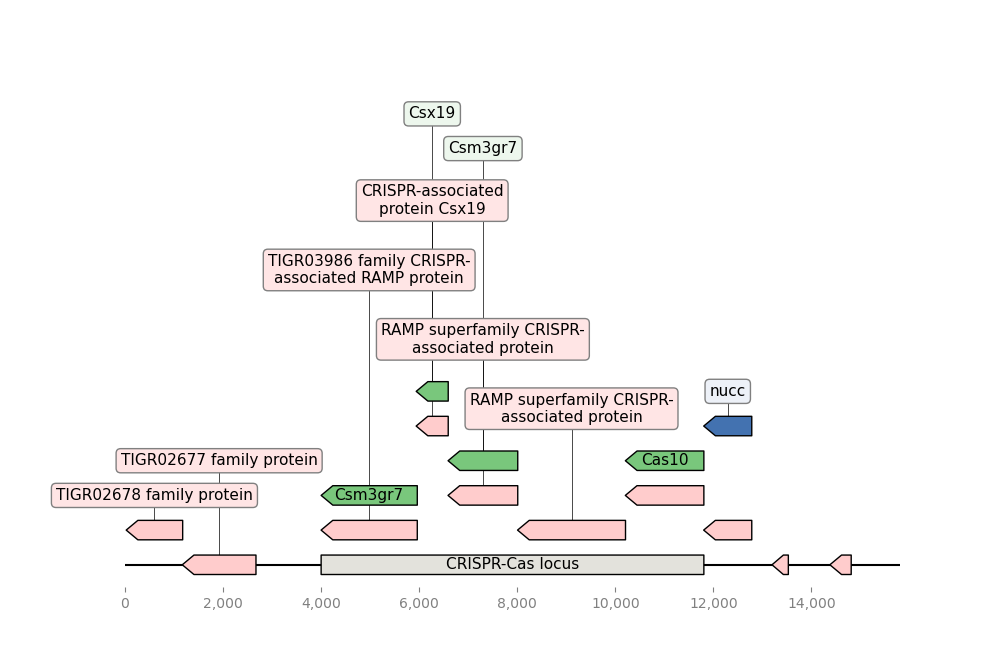 Csx19
Csm3gr7
CRISPR-associated
protein Csx19
TIGR03986 family CRISPR-
associated RAMP protein
RAMP superfamily CRISPR-
associated protein
nucc
RAMP superfamily CRISPR-
associated protein
TIGR02677 family protein
Cas10
TIGR02678 family protein
Csm3gr7
CRISPR-Cas locus
0
2,000
4,000
6,000
8,000
10,000
12,000
14,000